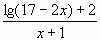 lg(17 − 2x) + 2
x + 1